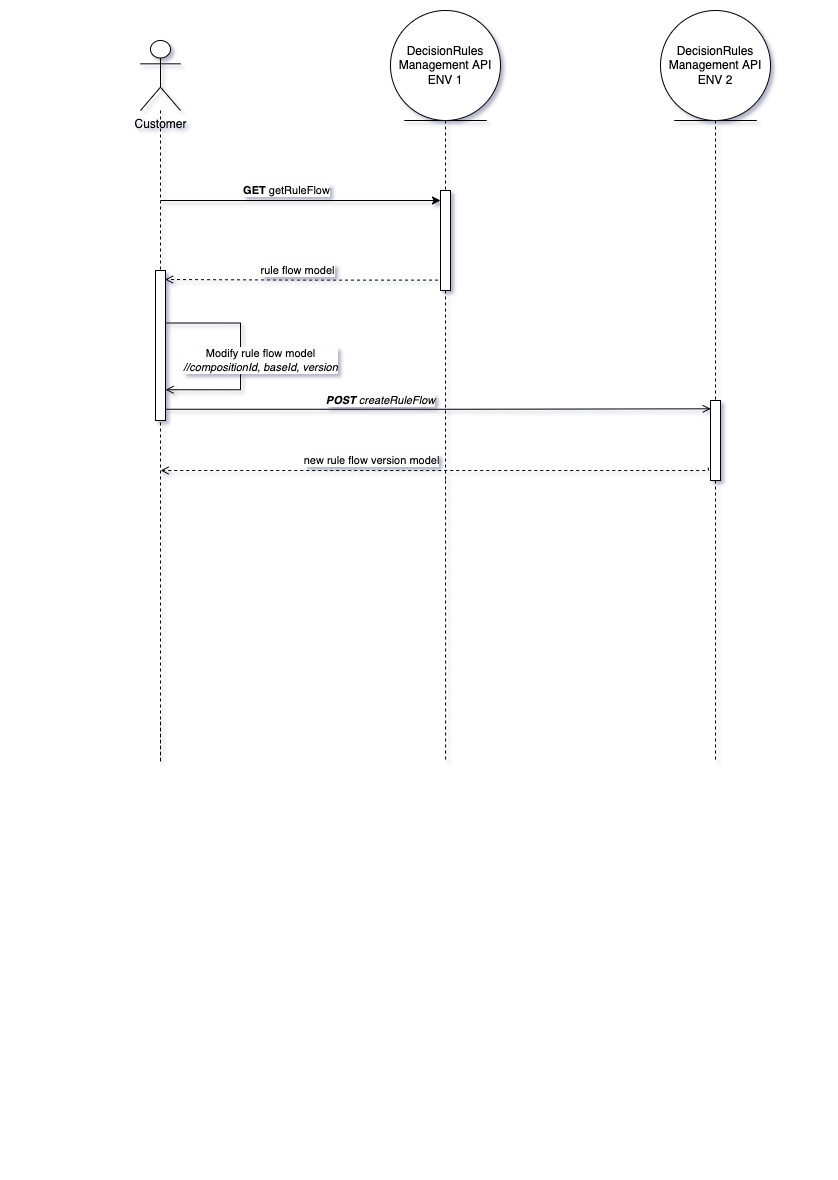 DecisionRules
Management API
ENV 1
DecisionRules
Management API
ENV 2
Customer
GET getRuleFlow
rule flow model
Modify rule flow model
//compositionId, baseId, version
POST createRuleFlow
new rule flow version model